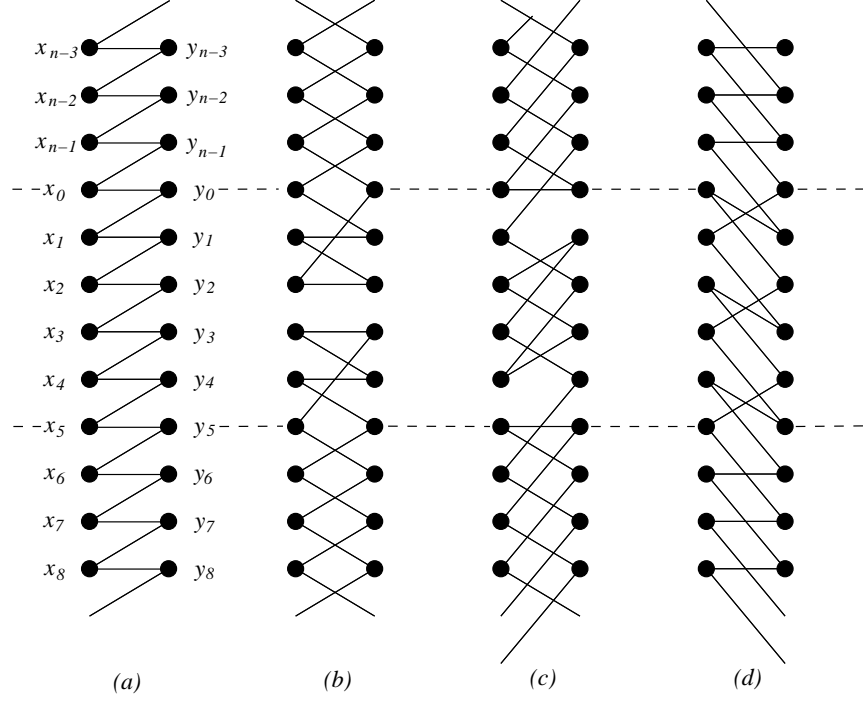 x_{n−3} y_{n−3}
x_{n−2} y_{n−2}
x_{n−1} y_{n−1}
x_0 y_0
x_1 y_1
x_2 y_2
x_3 y_3
x_4 y_4
x_5 y_5
x_6 y_6
x_7 y_7
x_8 y_8
(a) (b) (c) (d)